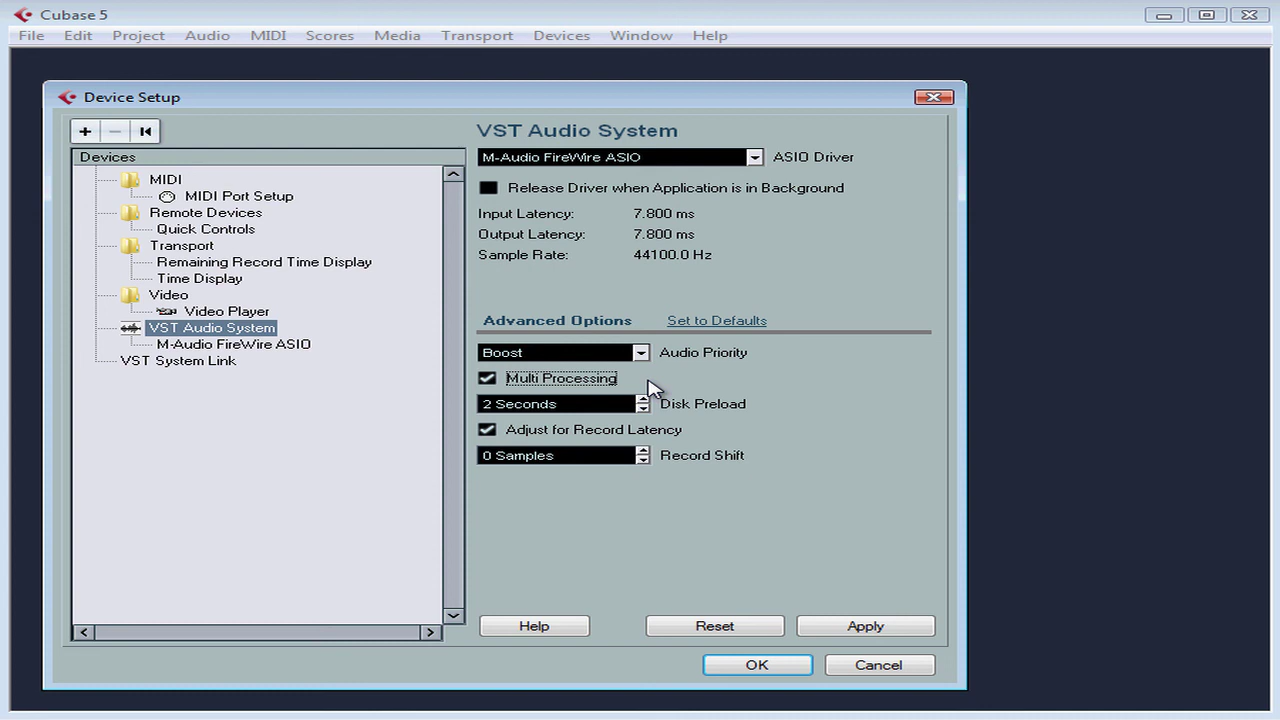 Cubase 5
File Edit Project Audio MIDI Scores Media Transport Devices Window Help
Device Setup
Devices
MIDI
MIDI Port Setup
Remote Devices
Quick Controls
Transport
Remaining Record Time Display
Time Display
Video
Video Player
VST Audio System
M-Audio FireWire ASIO
VST System Link
VST Audio System
M-Audio FireWire ASIO ASIO Driver
Release Driver when Application is in Background
Input Latency: 7.800 ms
Output Latency: 7.800 ms
Sample Rate: 44100.0 Hz
Advanced Options Set to Defaults
Boost Audio Priority
Multi Processing
2 Seconds Disk Preload
Adjust for Record Latency
0 Samples Record Shift
Help Reset Apply
OK Cancel